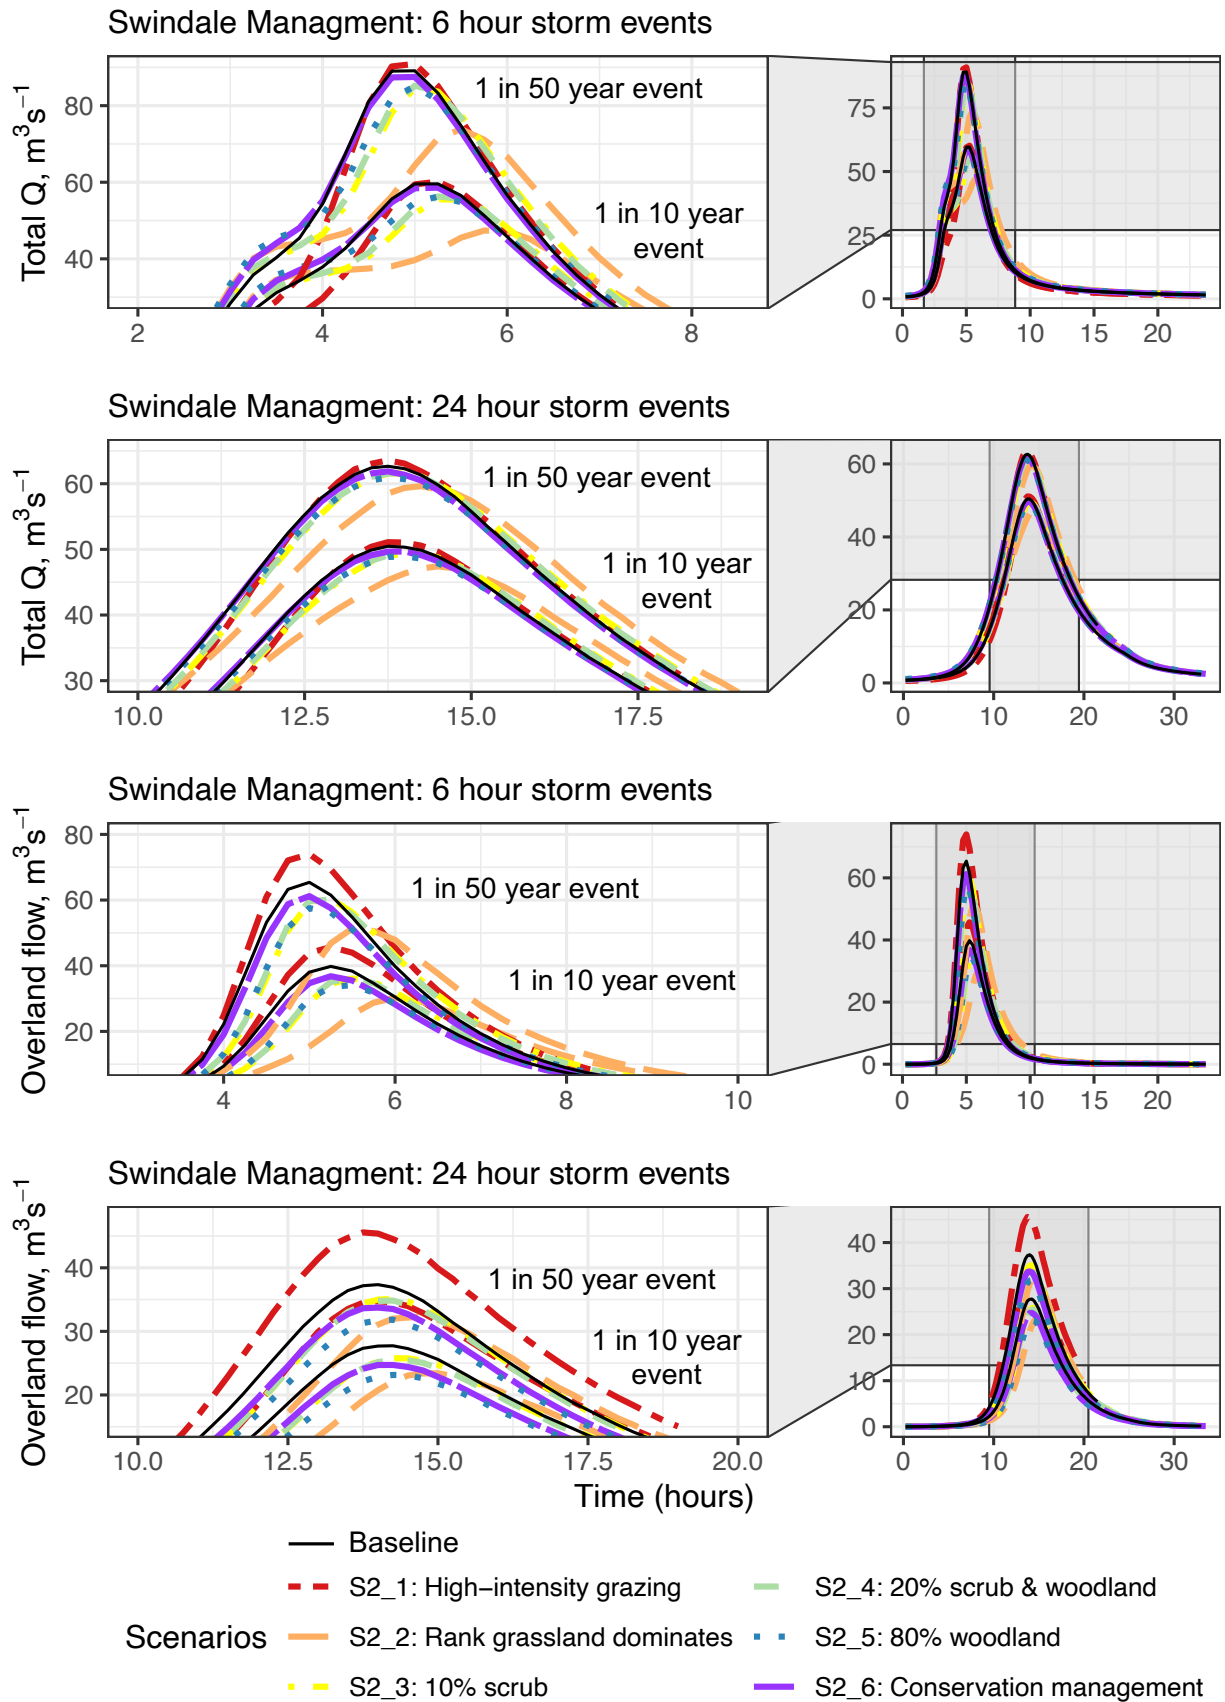 Swindale Managment: 6 hour storm events
Total Q, m³s⁻¹
80
60
40
1 in 50 year event
1 in 10 year
event
2
4
6
8
75
50
25
0
0
5
10
15
20
Swindale Managment: 24 hour storm events
Total Q, m³s⁻¹
60
50
40
30
1 in 50 year event
1 in 10 year
event
10.0
12.5
15.0
17.5
60
40
20
0
0
10
20
30
Swindale Managment: 6 hour storm events
Overland flow, m³s⁻¹
80
60
40
20
1 in 50 year event
1 in 10 year event
4
6
8
10
60
40
20
0
0
5
10
15
20
Swindale Managment: 24 hour storm events
Overland flow, m³s⁻¹
40
30
20
1 in 50 year event
1 in 10 year
event
10.0
12.5
15.0
17.5
20.0
40
30
20
10
0
0
10
20
30
Time (hours)
Scenarios
Baseline
S2_1: High−intensity grazing
S2_2: Rank grassland dominates
S2_3: 10% scrub
S2_4: 20% scrub & woodland
S2_5: 80% woodland
S2_6: Conservation management